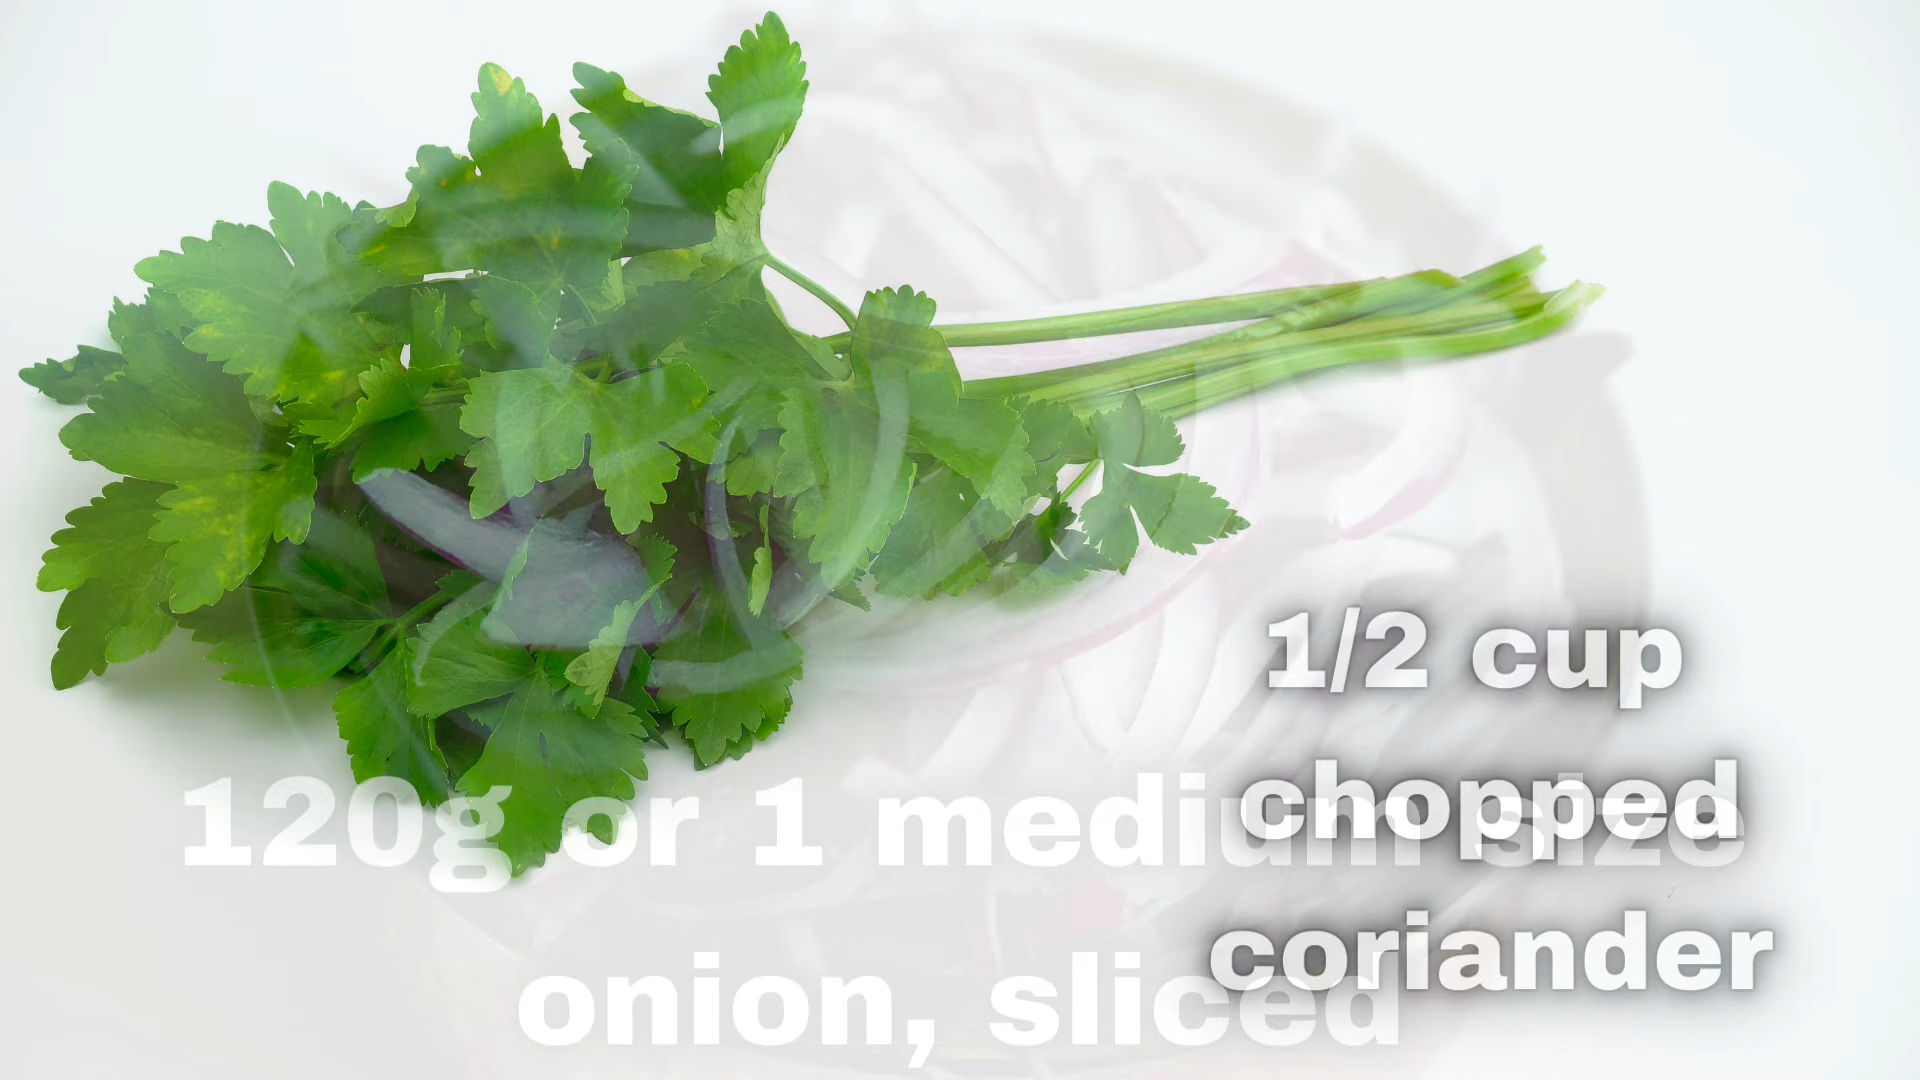 1/2 cup
chopped
coriander
120g or 1 medium size
onion, sliced